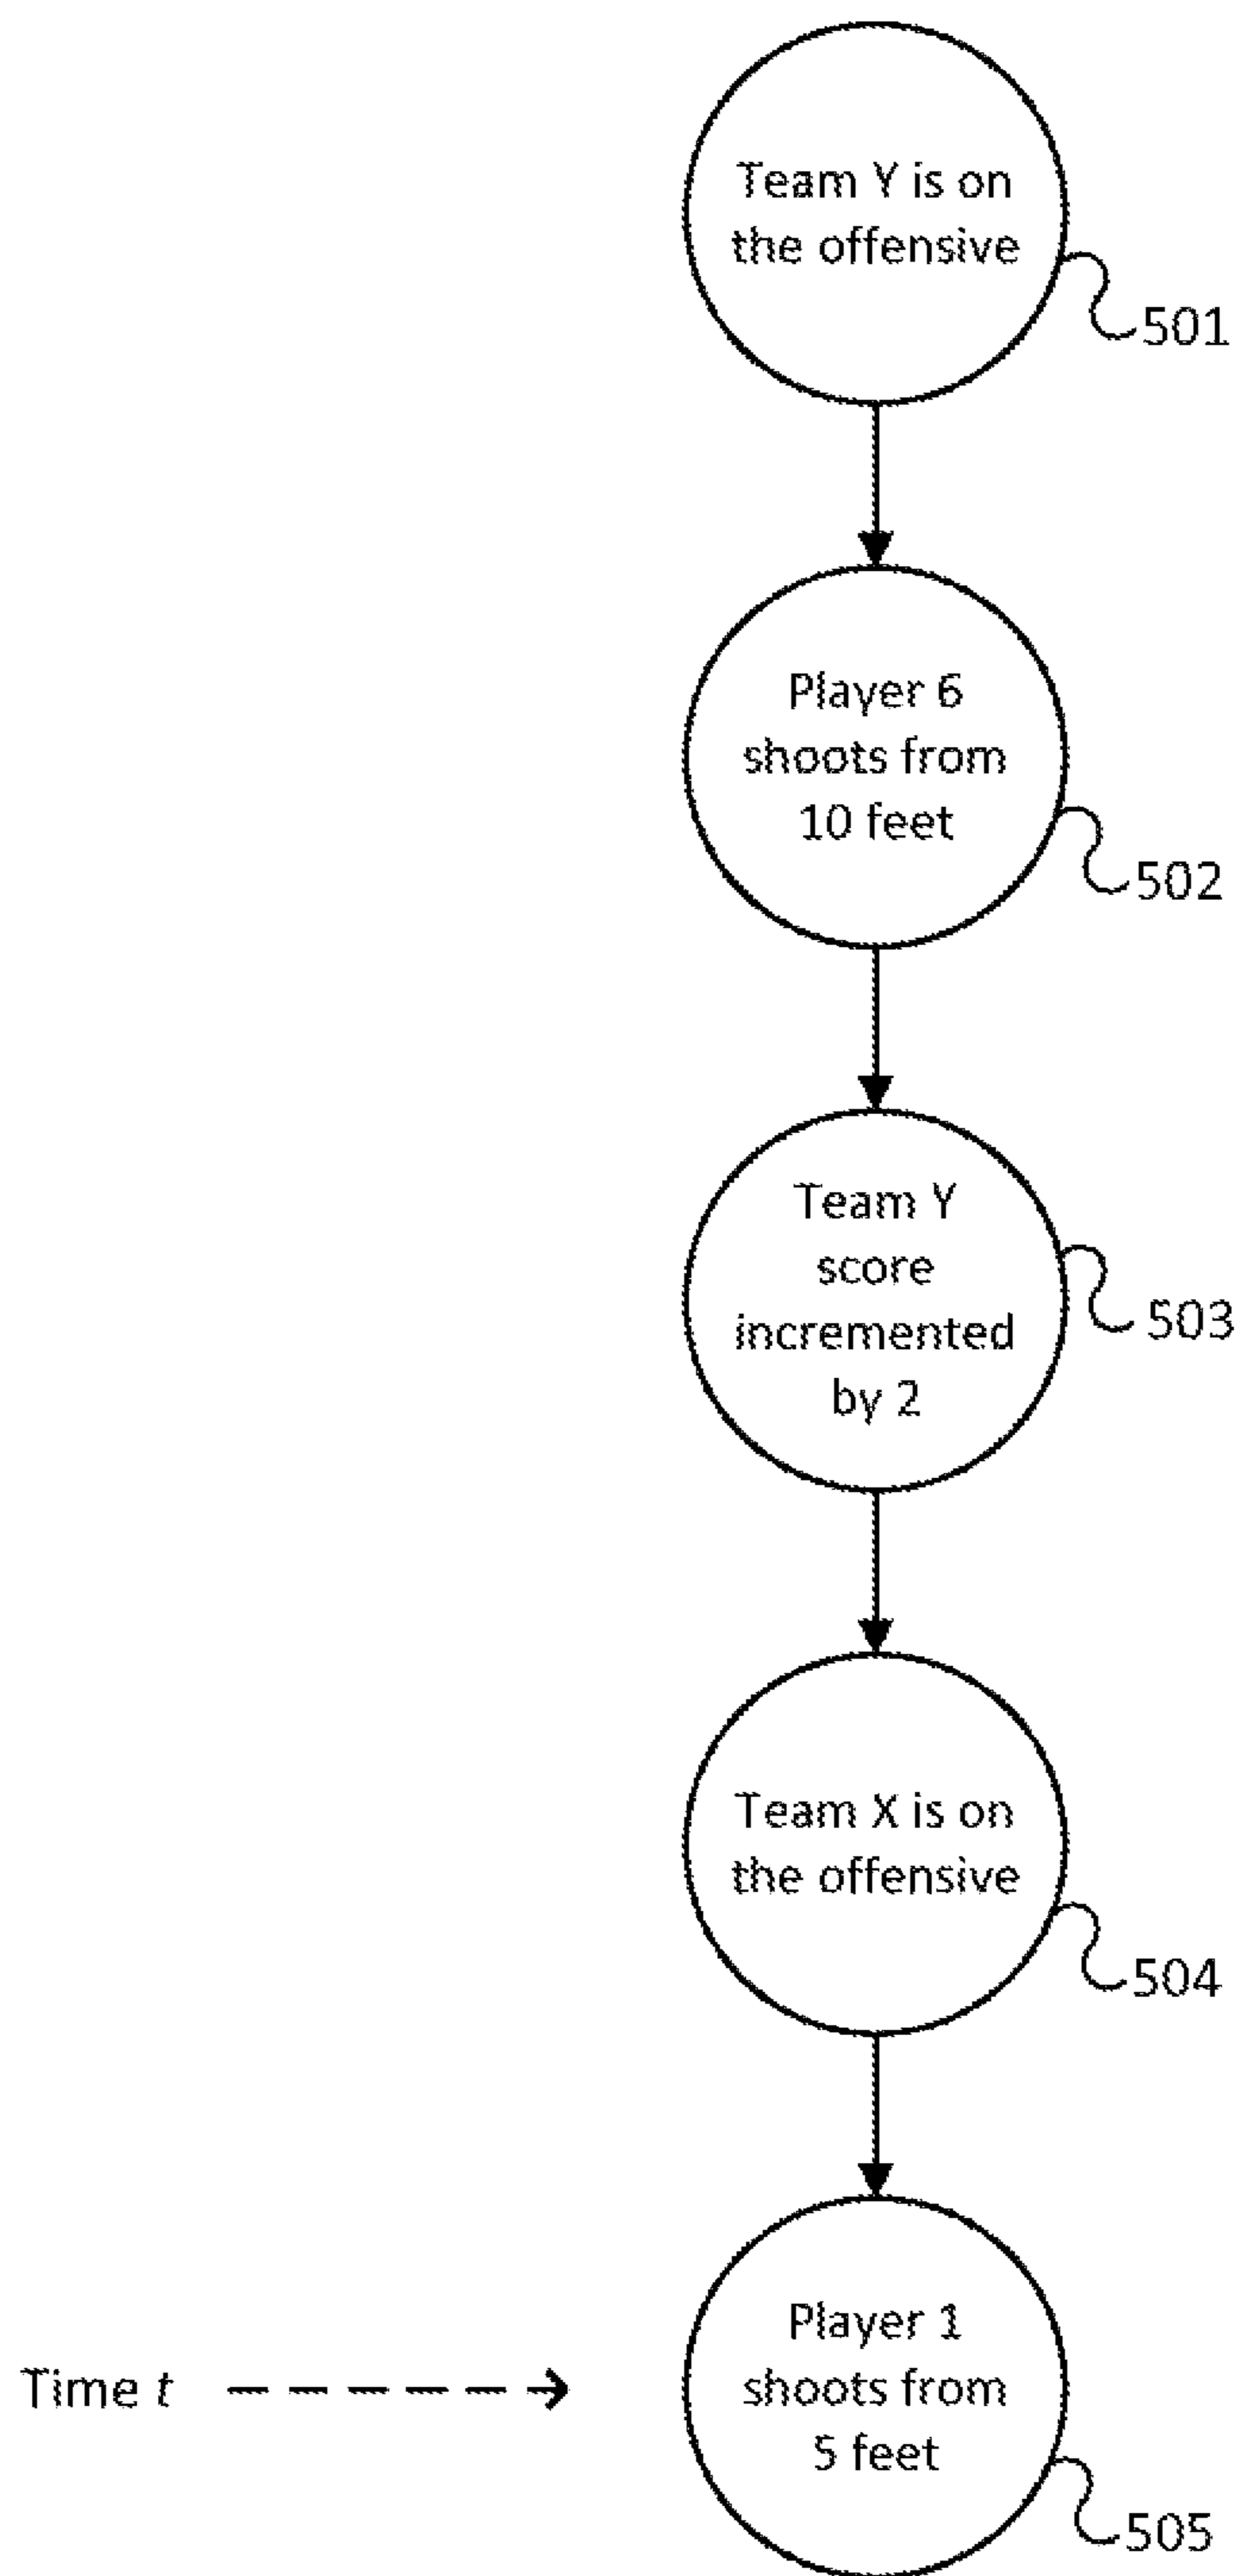 Team Y is on
the offensive
501
Player 6
shoots from
10 feet
502
Team Y
score
incremented
by 2
503
Team X is on
the offensive
504
Player 1
shoots from
5 feet
Time t
505